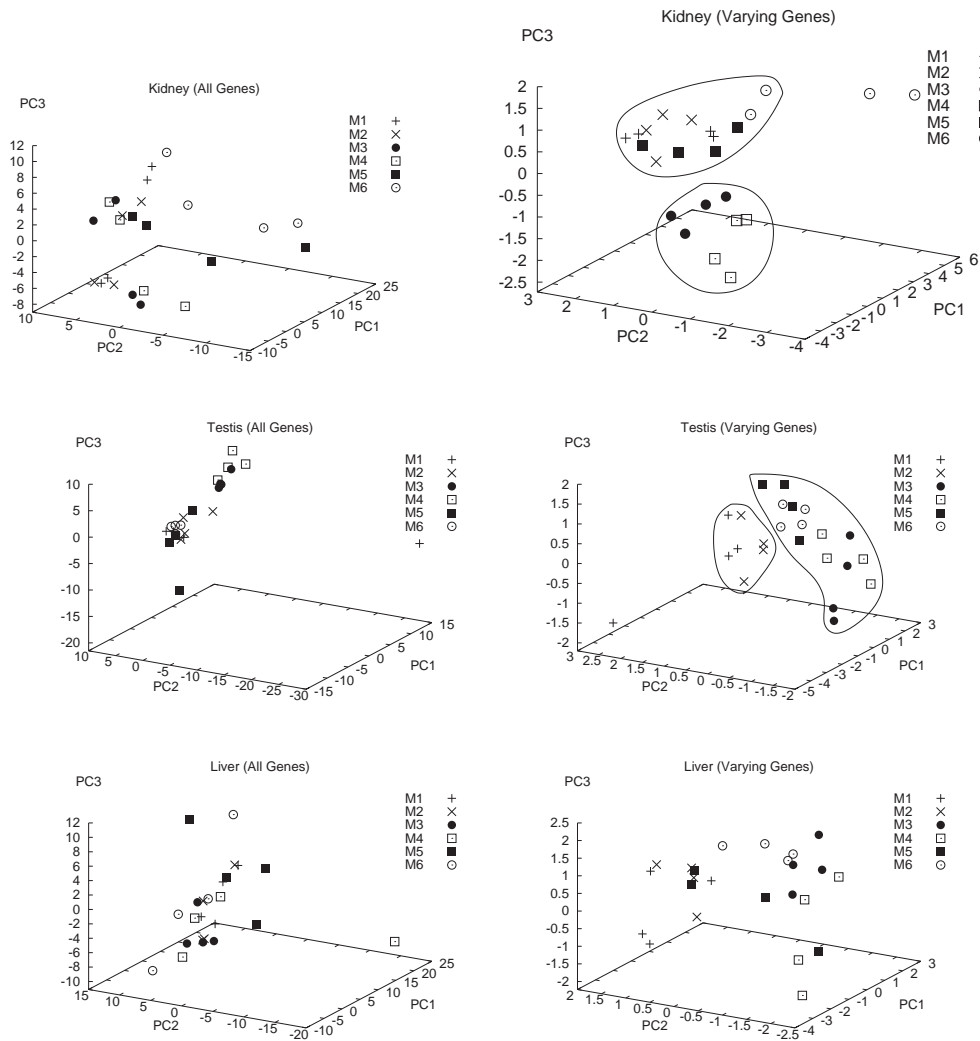 Kidney (All Genes)
PC3
M1
M2
M3
M4
M5
M6
12
10
8
6
4
2
0
-2
-4
-6
-8
10
5
0
-5
-10
-15
PC2
-10
-5
0
5
10
15
20
25
PC1
Kidney (Varying Genes)
PC3
M1
M2
M3
M4
M5
M6
2
1.5
1
0.5
0
-0.5
-1
-1.5
-2
-2.5
3
2
1
0
-1
-2
-3
-4
PC2
-4
-3
-2
-1
0
1
2
3
4
5
6
PC1
Testis (All Genes)
PC3
M1
M2
M3
M4
M5
M6
10
5
0
-5
-10
-15
-20
10
5
0
-5
-10
-15
-20
-25
-30
PC2
-15
-10
-5
0
5
10
15
PC1
Testis (Varying Genes)
PC3
M1
M2
M3
M4
M5
M6
2
1.5
1
0.5
0
-0.5
-1
-1.5
-2
3
2.5
2
1.5
1
0.5
0
-0.5
-1
-1.5
-2
PC2
-5
-4
-3
-2
-1
0
1
2
3
PC1
Liver (All Genes)
PC3
M1
M2
M3
M4
M5
M6
12
10
8
6
4
2
0
-2
-4
-6
-8
-10
15
10
5
0
-5
-10
-15
-20
PC2
-15
-10
-5
0
5
10
15
20
25
PC1
Liver (Varying Genes)
PC3
M1
M2
M3
M4
M5
M6
2.5
2
1.5
1
0.5
0
-0.5
-1
-1.5
-2
2
1.5
1
0.5
0
-0.5
-1
-1.5
-2
-2.5
PC2
-4
-3
-2
-1
0
1
2
3
PC1